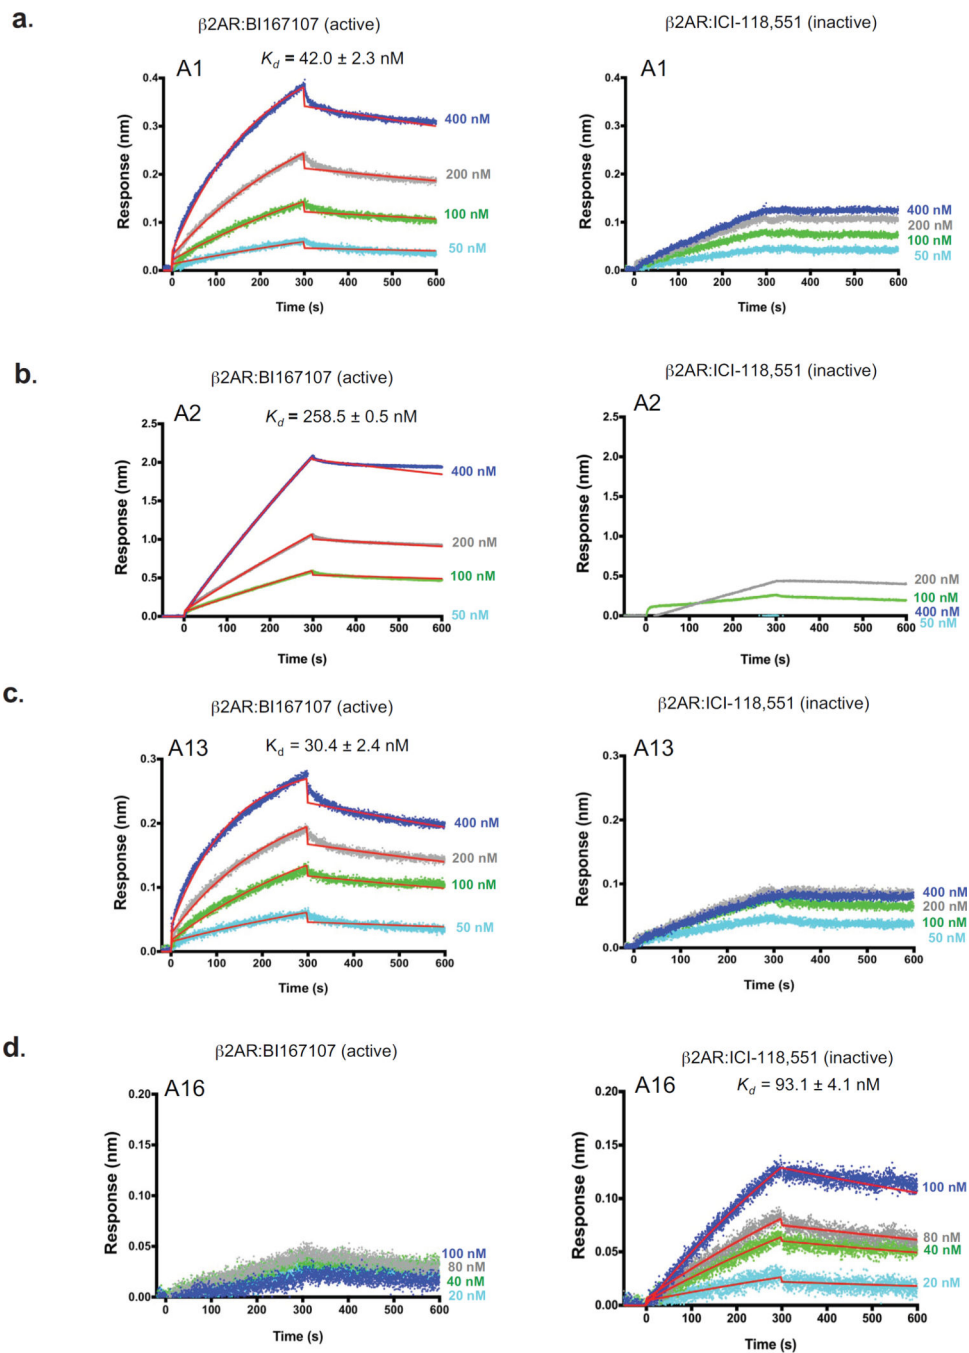 a.
β2AR:BI167107 (active)
Kd = 42.0 ± 2.3 nM
A1
0.4
0.3
0.2
0.1
0.0
Response (nm)
0 100 200 300 400 500 600
Time (s)
400 nM
200 nM
100 nM
50 nM
β2AR:ICI-118,551 (inactive)
A1
0.4
0.3
0.2
0.1
0.0
Response (nm)
0 100 200 300 400 500 600
Time (s)
400 nM
200 nM
100 nM
50 nM
b.
β2AR:BI167107 (active)
Kd = 258.5 ± 0.5 nM
A2
2.5
2.0
1.5
1.0
0.5
0.0
Response (nm)
0 100 200 300 400 500 600
Time (s)
400 nM
200 nM
100 nM
50 nM
β2AR:ICI-118,551 (inactive)
A2
2.5
2.0
1.5
1.0
0.5
0.0
Response (nm)
0 100 200 300 400 500 600
Time (s)
200 nM
100 nM
400 nM
50 nM
c.
β2AR:BI167107 (active)
Kd = 30.4 ± 2.4 nM
A13
0.3
0.2
0.1
0.0
Response (nm)
0 100 200 300 400 500 600
Time (s)
400 nM
200 nM
100 nM
50 nM
β2AR:ICI-118,551 (inactive)
A13
0.3
0.2
0.1
0.0
Response (nm)
0 100 200 300 400 500 600
Time (s)
400 nM
200 nM
100 nM
50 nM
d.
β2AR:BI167107 (active)
A16
0.20
0.15
0.10
0.05
0.00
Response (nm)
0 100 200 300 400 500 600
Time (s)
100 nM
80 nM
40 nM
20 nM
β2AR:ICI-118,551 (inactive)
Kd = 93.1 ± 4.1 nM
A16
0.20
0.15
0.10
0.05
0.00
Response (nm)
0 100 200 300 400 500 600
Time (s)
100 nM
80 nM
40 nM
20 nM